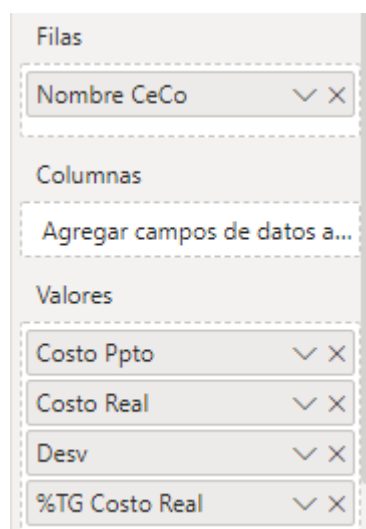 Filas
Nombre CeCo
Columnas
Agregar campos de datos a...
Valores
Costo Ppto
Costo Real
Desv
%TG Costo Real